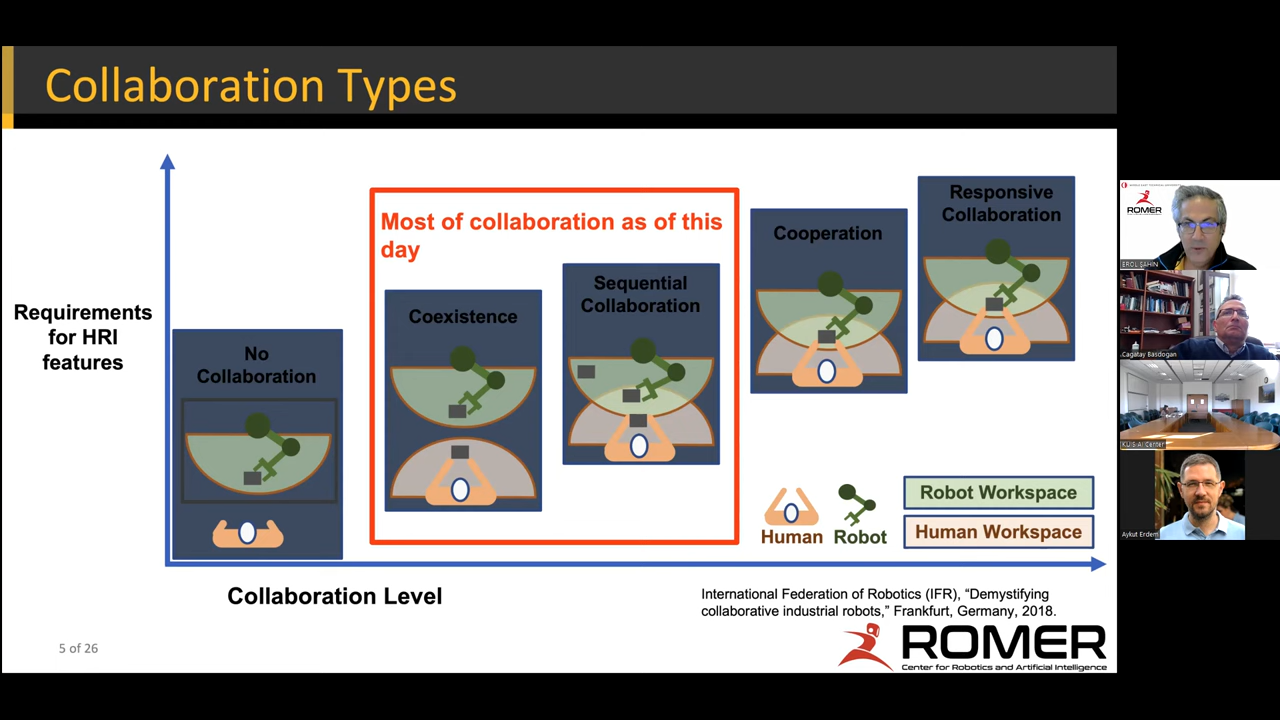 Collaboration Types
Requirements
for HRI
features
Most of collaboration as of this
day
No
Collaboration
Coexistence
Sequential
Collaboration
Cooperation
Responsive
Collaboration
Human
Robot
Robot Workspace
Human Workspace
Collaboration Level
International Federation of Robotics (IFR), “Demystifying
collaborative industrial robots,” Frankfurt, Germany, 2018.
5 of 26
ROMER
Center for Robotics and Artificial Intelligence
ROMER
EROL ŞAHİN
Cagatay Basdogan
KUIS AI Center
Aykut Erdem